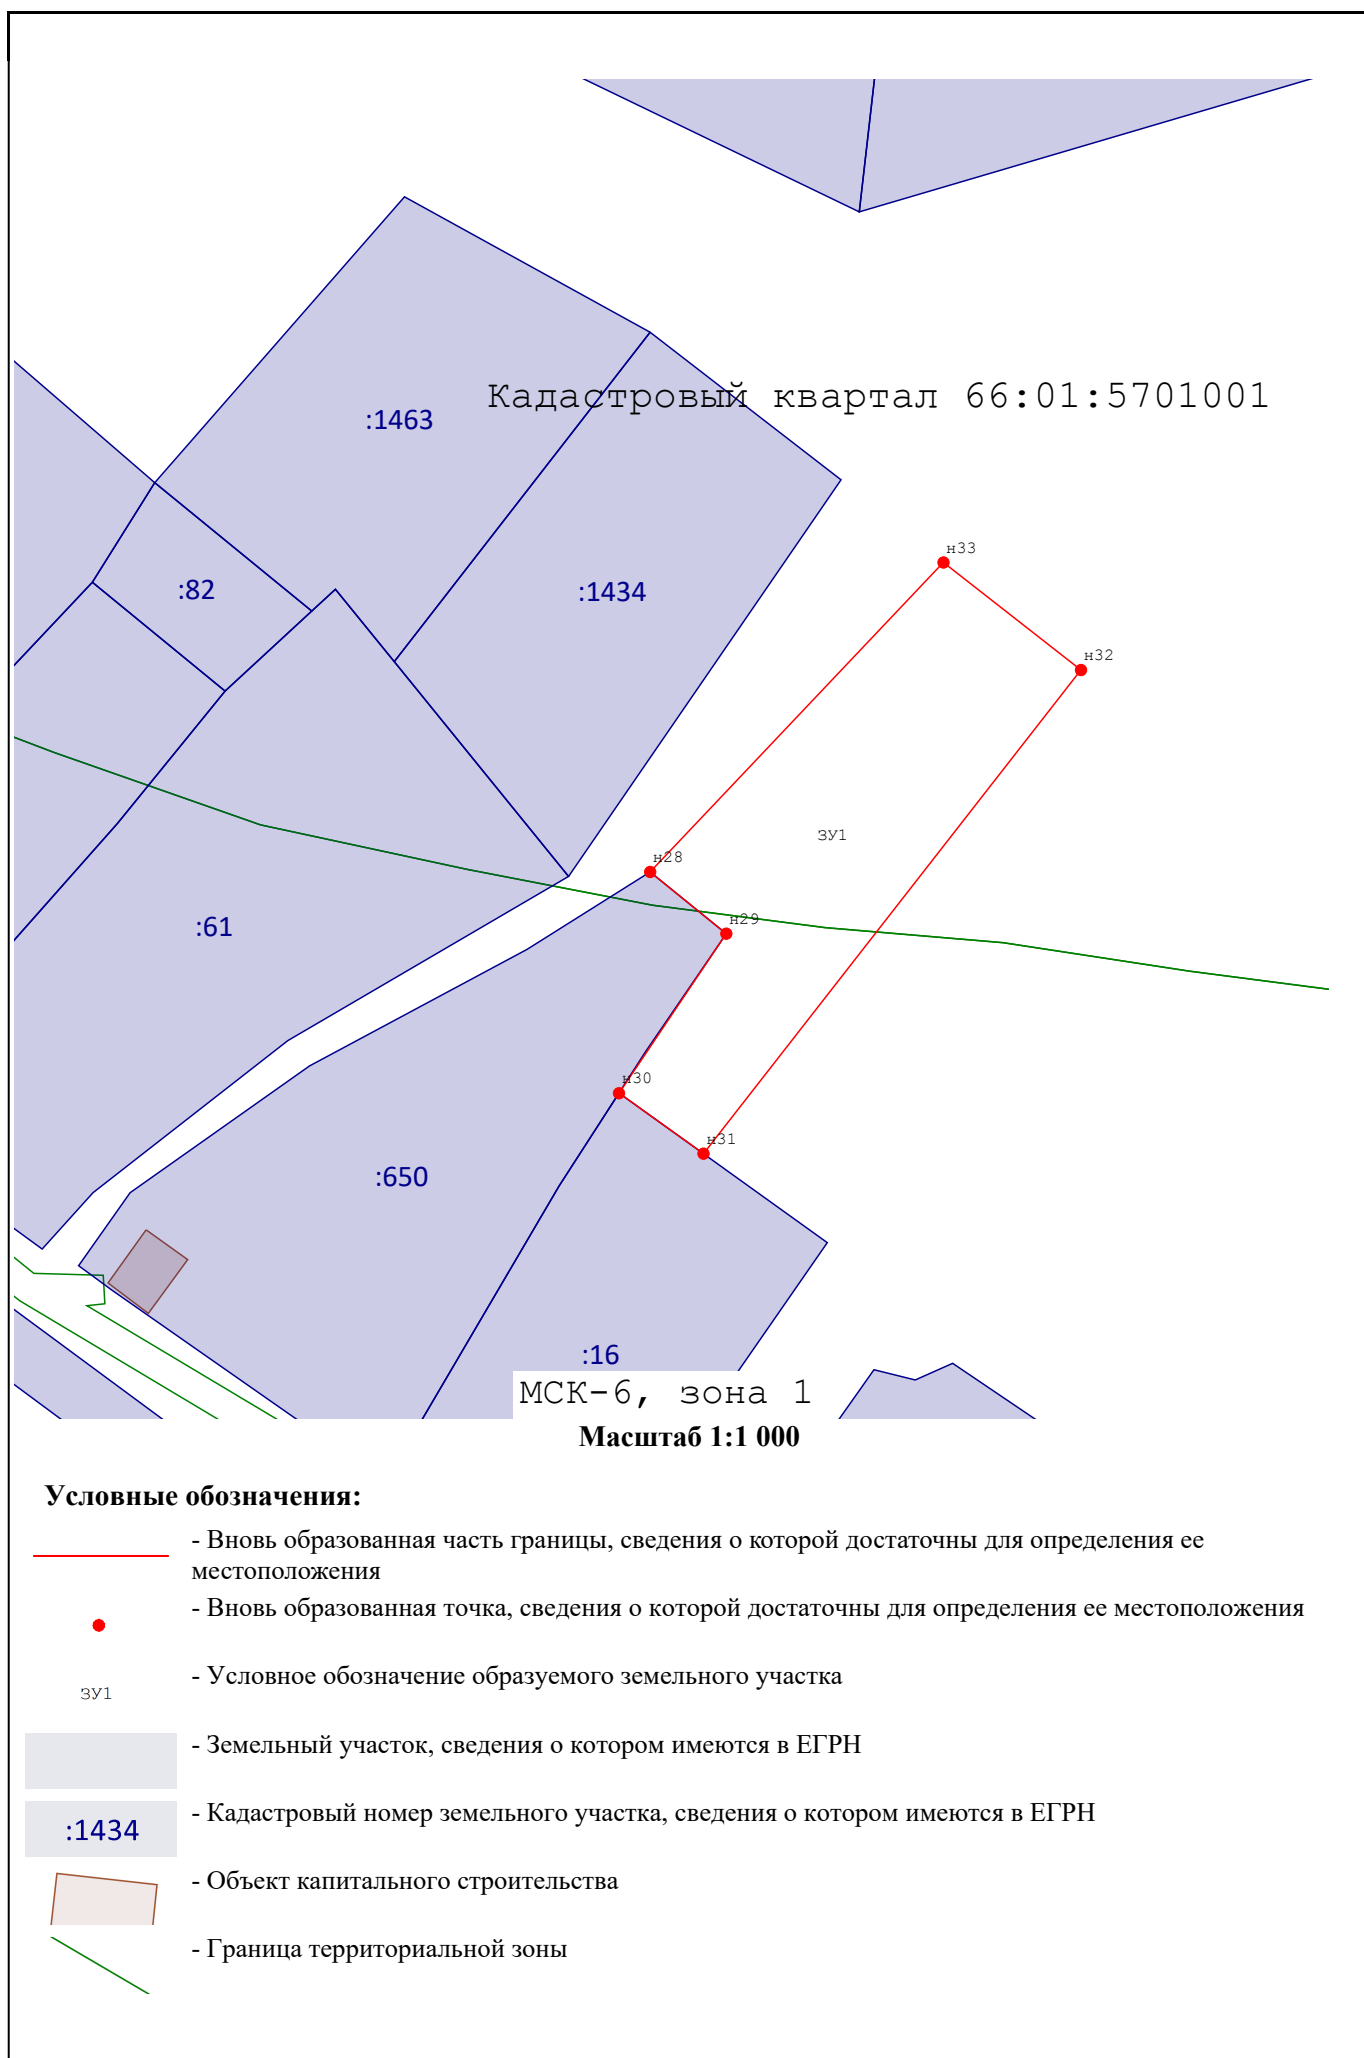 Кадастровый квартал 66:01:5701001
:1463
:82
:1434
н33
н32
ЗУ1
н28
н29
:61
н30
н31
:650
:16
МСК-6, зона 1
Масштаб 1:1 000
Условные обозначения:
- Вновь образованная часть границы, сведения о которой достаточны для определения ее
местоположения
- Вновь образованная точка, сведения о которой достаточны для определения ее местоположения
- Условное обозначение образуемого земельного участка
ЗУ1
- Земельный участок, сведения о котором имеются в ЕГРН
- Кадастровый номер земельного участка, сведения о котором имеются в ЕГРН
:1434
- Объект капитального строительства
- Граница территориальной зоны